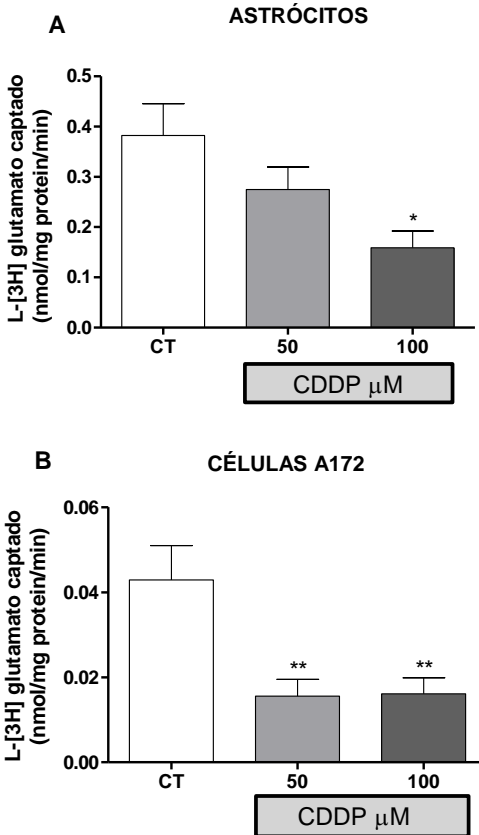 A
ASTRÓCITOS
L-[3H] glutamato captado
(nmol/mg protein/min)
0.5
0.4
0.3
0.2
0.1
0.0
*
CT
50
100
CDDP μM
B
CÉLULAS A172
L-[3H] glutamato captado
(nmol/mg protein/min)
0.06
0.04
0.02
0.00
**
**
CT
50
100
CDDP μM